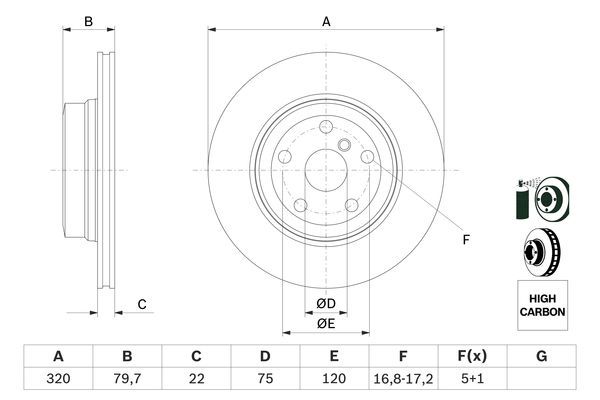 A
B
F
C
ØD
ØE
HIGH
CARBON
A B C D E F F(x) G
320 79,7 22 75 120 16,8-17,2 5+1